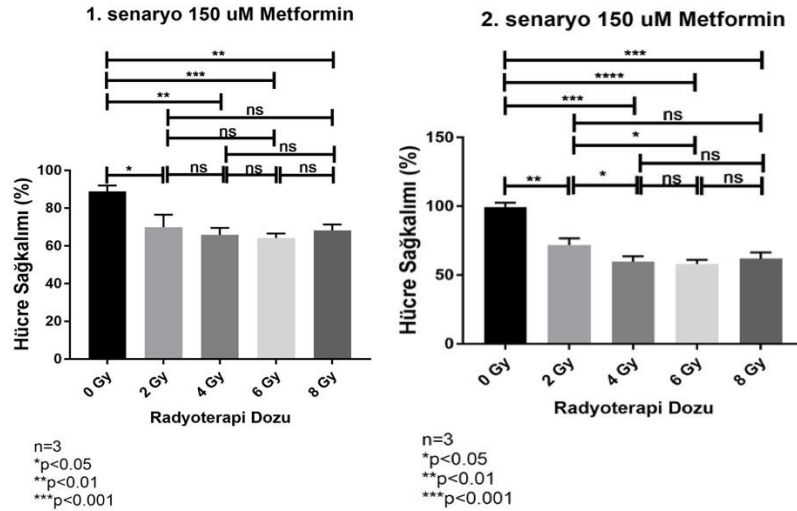 1. senaryo 150 uM Metformin
**
***
**
ns
ns
ns
*
ns
ns
ns
100
80
60
40
20
0
Hücre Sağkalımı (%)
0 Gy
2 Gy
4 Gy
6 Gy
8 Gy
Radyoterapi Dozu
n=3
*p<0.05
**p<0.01
***p<0.001
2. senaryo 150 uM Metformin
***
****
***
ns
*
ns
**
*
ns
ns
150
100
50
0
Hücre Sağkalımı (%)
0 Gy
2 Gy
4 Gy
6 Gy
8 Gy
Radyoterapi Dozu
n=3
*p<0.05
**p<0.01
***p<0.001